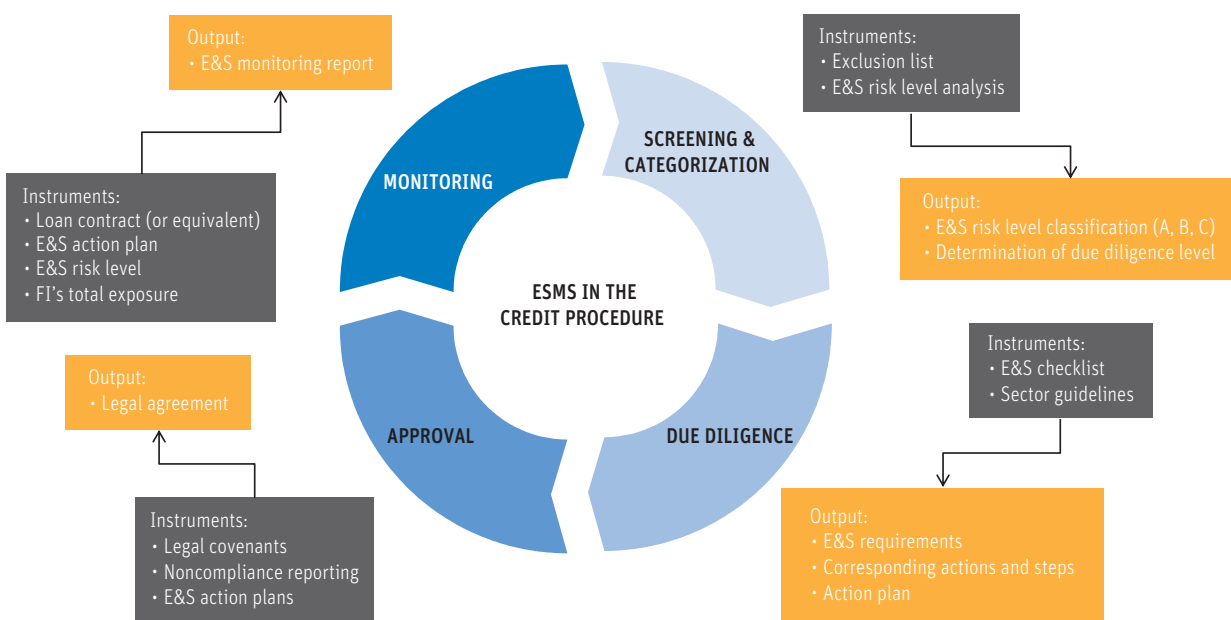 Output:
• E&S monitoring report
Instruments:
• Exclusion list
• E&S risk level analysis
SCREENING &
CATEGORIZATION
MONITORING
Instruments:
• Loan contract (or equivalent)
• E&S action plan
• E&S risk level
• FI's total exposure
Output:
• E&S risk level classification (A, B, C)
• Determination of due diligence level
ESMS IN THE
CREDIT PROCEDURE
Instruments:
• E&S checklist
• Sector guidelines
Output:
• Legal agreement
APPROVAL
DUE DILIGENCE
Instruments:
• Legal covenants
• Noncompliance reporting
• E&S action plans
Output:
• E&S requirements
• Corresponding actions and steps
• Action plan